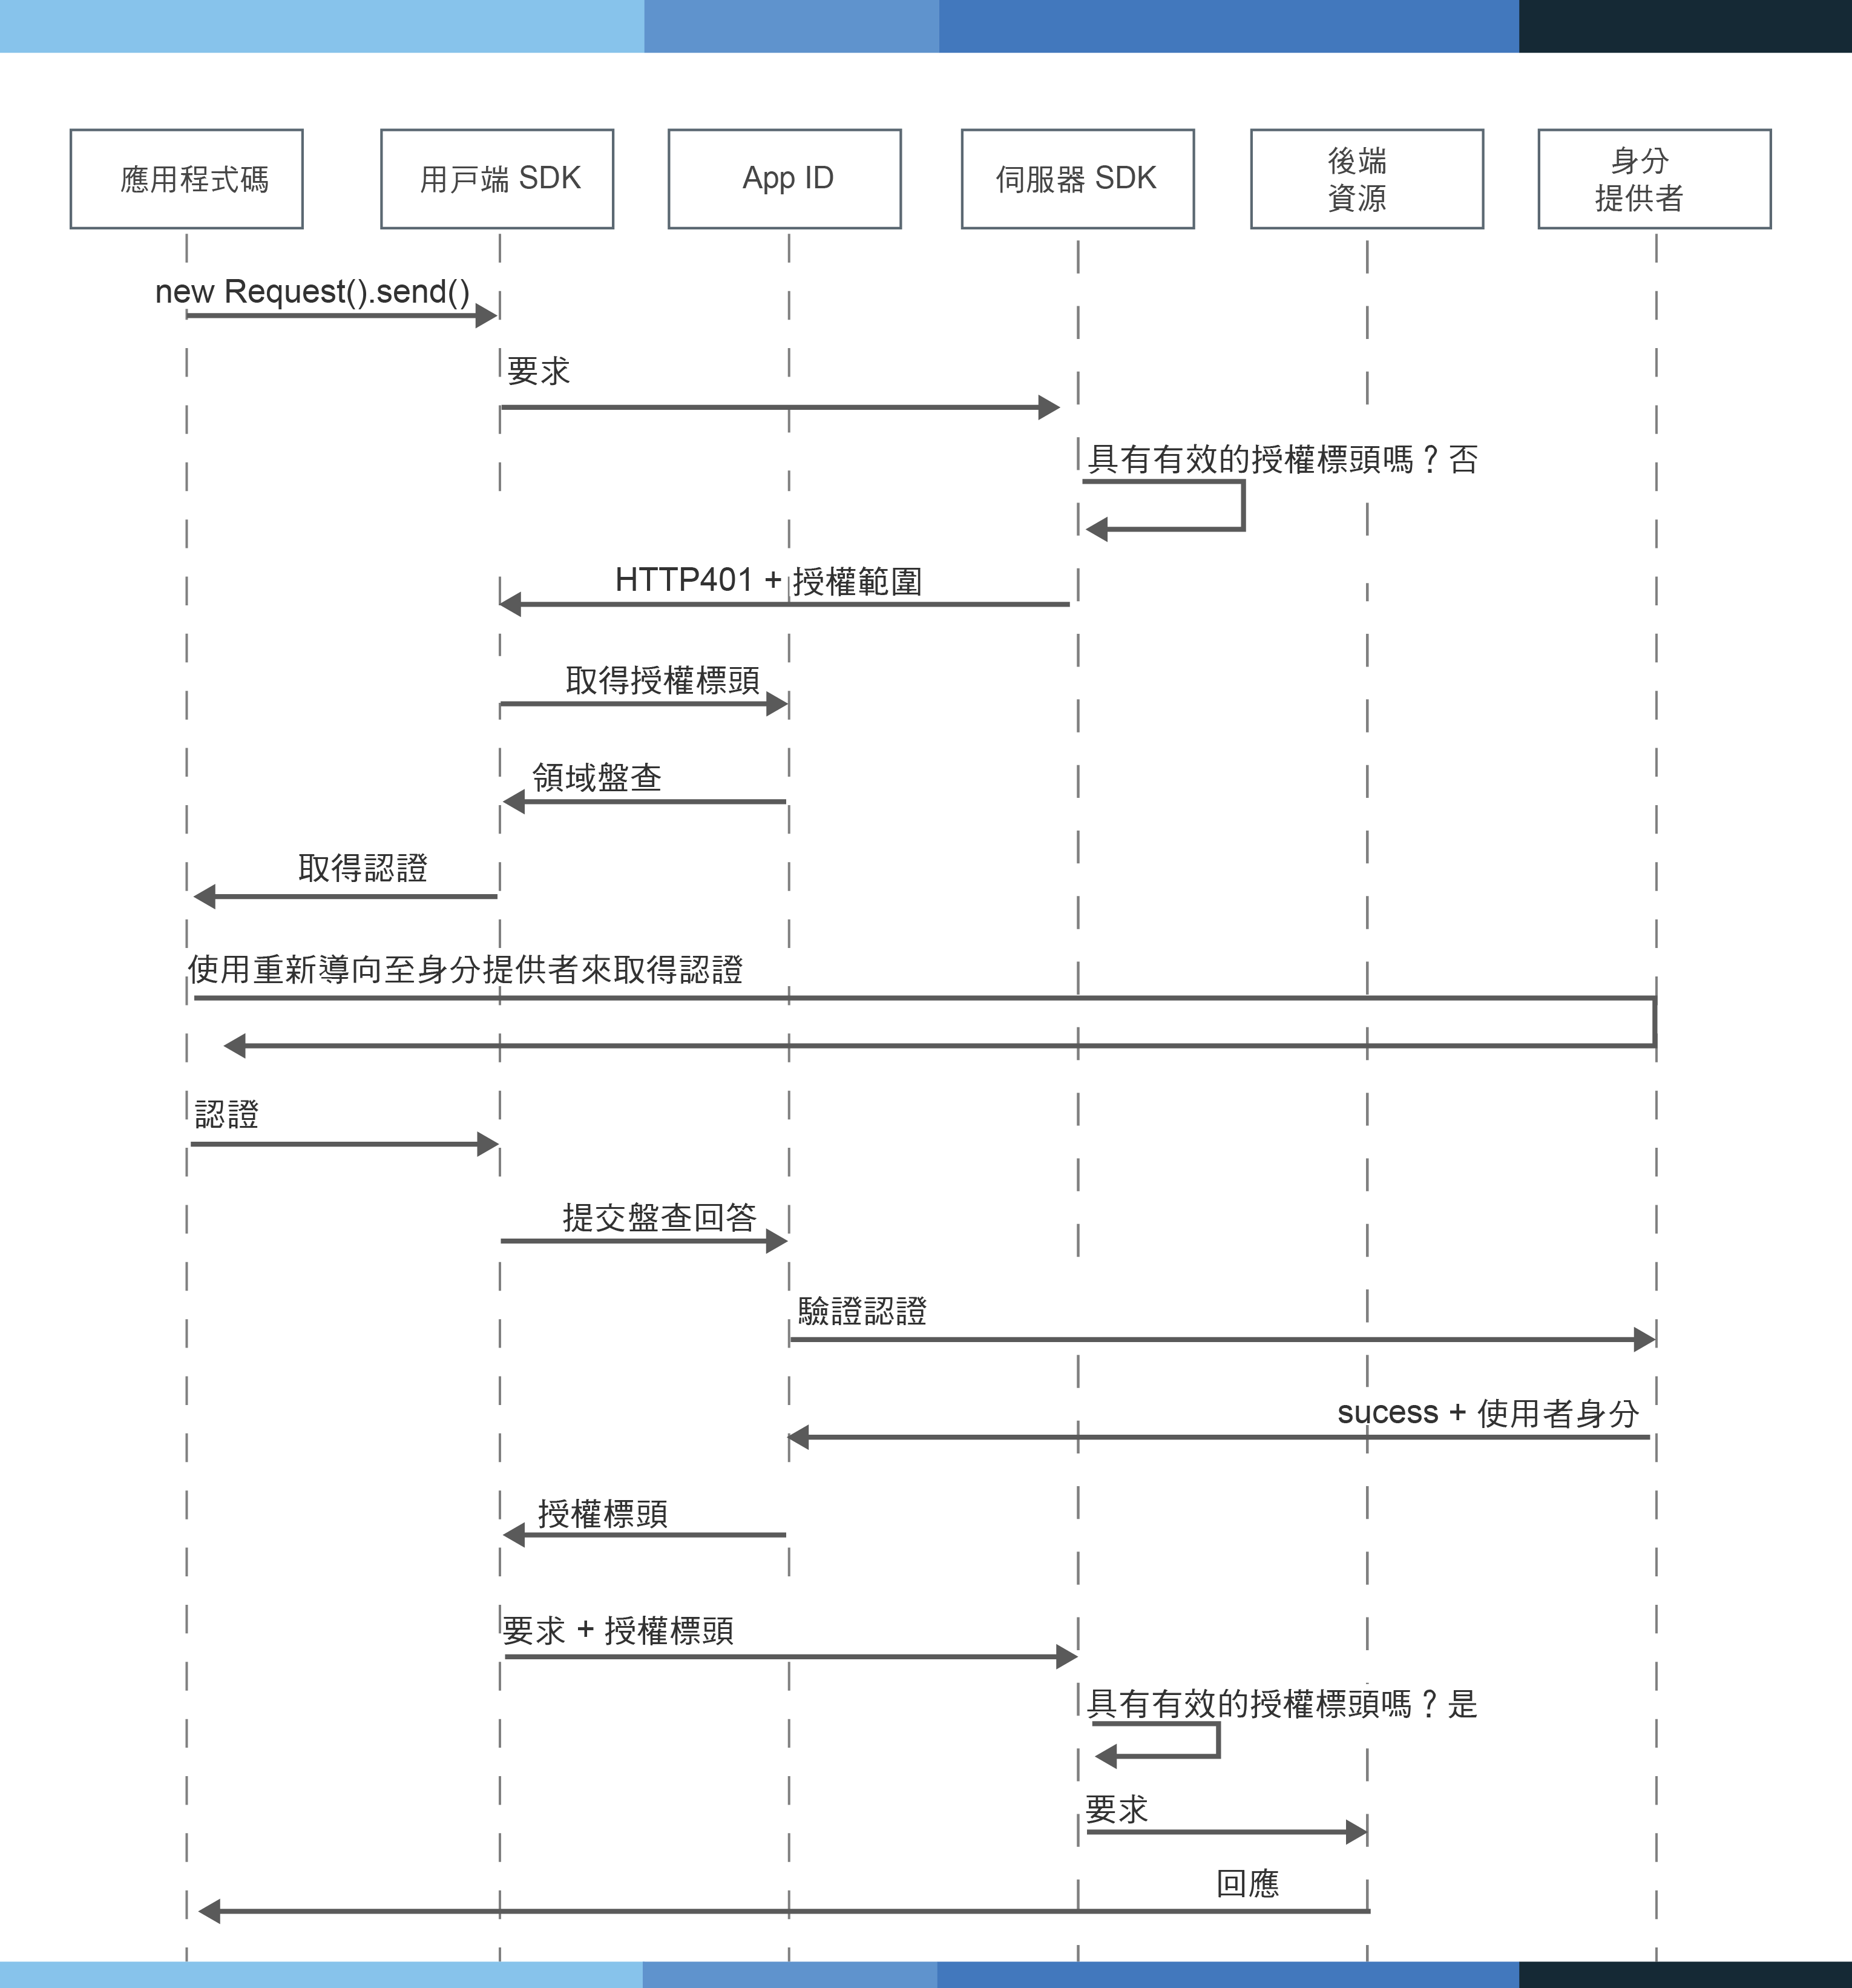 應用程式碼
用戶端 SDK
App ID
伺服器 SDK
後端
資源
身分
提供者
new Request().send()
要求
具有有效的授權標頭嗎？否
HTTP401 + 授權範圍
取得授權標頭
領域盤查
取得認證
使用重新導向至身分提供者來取得認證
認證
提交盤查回答
驗證認證
sucess + 使用者身分
授權標頭
要求 + 授權標頭
具有有效的授權標頭嗎？是
要求
回應